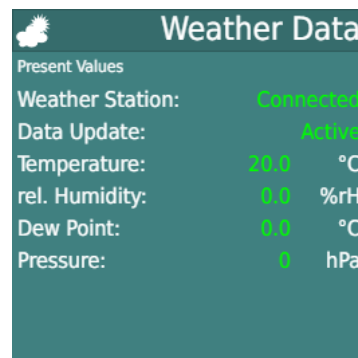 Weather Data
Present Values
Weather Station: Connected
Data Update: Active
Temperature: 20.0 °C
rel. Humidity: 0.0 %rH
Dew Point: 0.0 °C
Pressure: 0 hPa